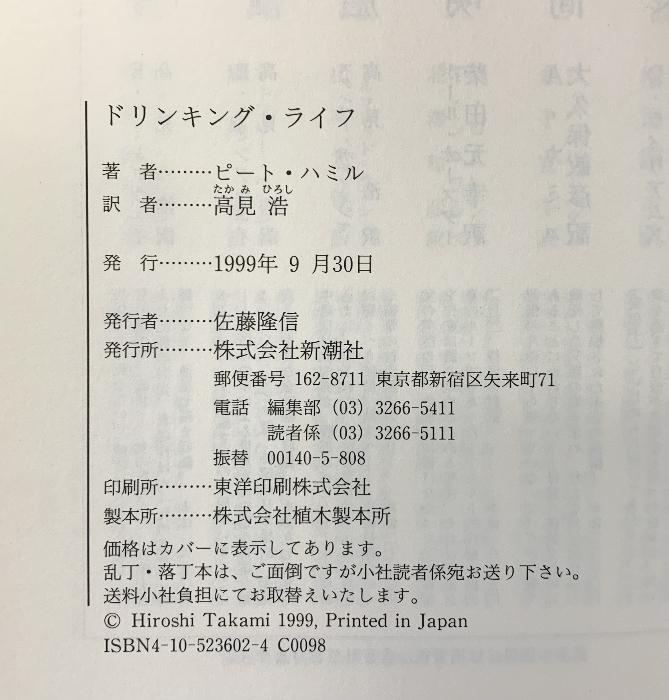 ドリンキング・ライフ
著　者………ピート・ハミル
たかみ ひろし
訳　者………高見 浩
発　行………1999年 9 月30日
発行者………佐藤隆信
発行所………株式会社新潮社
郵便番号 162-8711 東京都新宿区矢来町71
電話　編集部（03）3266-5411
読者係（03）3266-5111
振替　00140-5-808
印刷所………東洋印刷株式会社
製本所………株式会社植木製本所
価格はカバーに表示してあります。
乱丁・落丁本は、ご面倒ですが小社読者係宛お送り下さい。
送料小社負担にてお取替えいたします。
© Hiroshi Takami 1999, Printed in Japan
ISBN4-10-523602-4 C0098